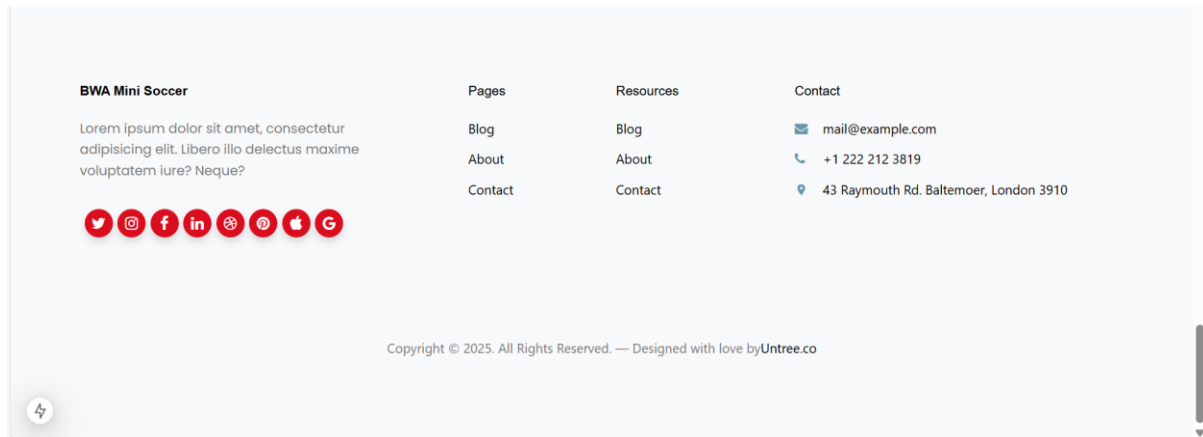 BWA Mini Soccer
Lorem ipsum dolor sit amet, consectetur
adipisicing elit. Libero illo delectus maxime
voluptatem iure? Neque?
Pages
Blog
About
Contact
Resources
Blog
About
Contact
Contact
mail@example.com
+1 222 212 3819
43 Raymouth Rd. Baltemoer, London 3910
Copyright © 2025. All Rights Reserved. — Designed with love byUntree.co